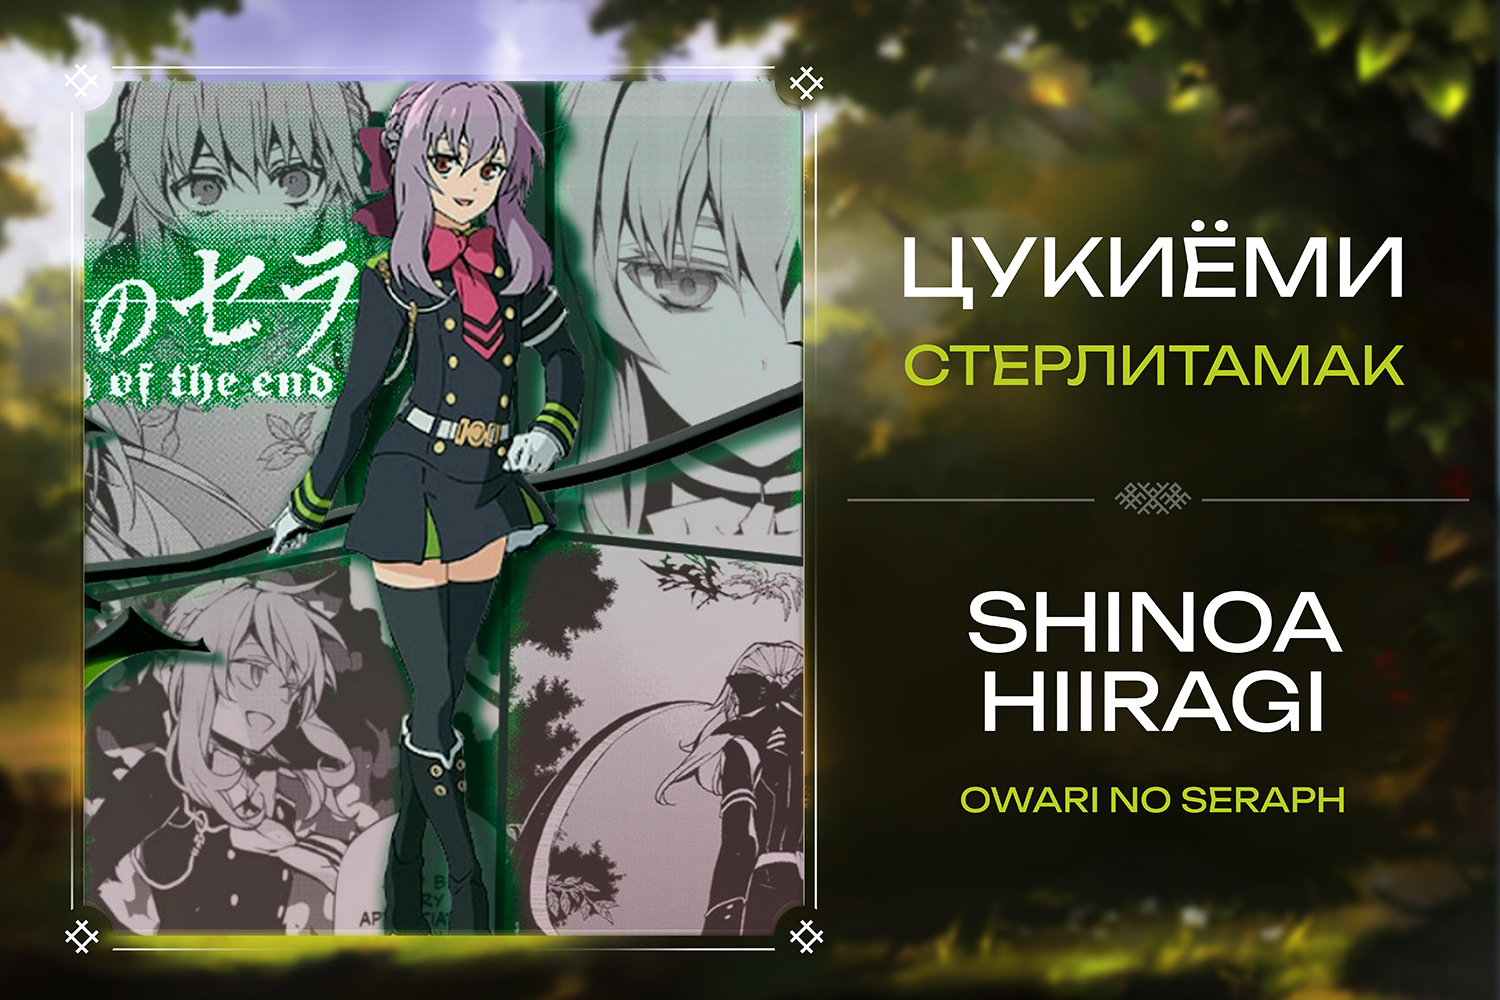 のセラ
of the end
ЦУКИЁМИ
СТЕРЛИТАМАК
SHINOA
HIIRAGI
OWARI NO SERAPH